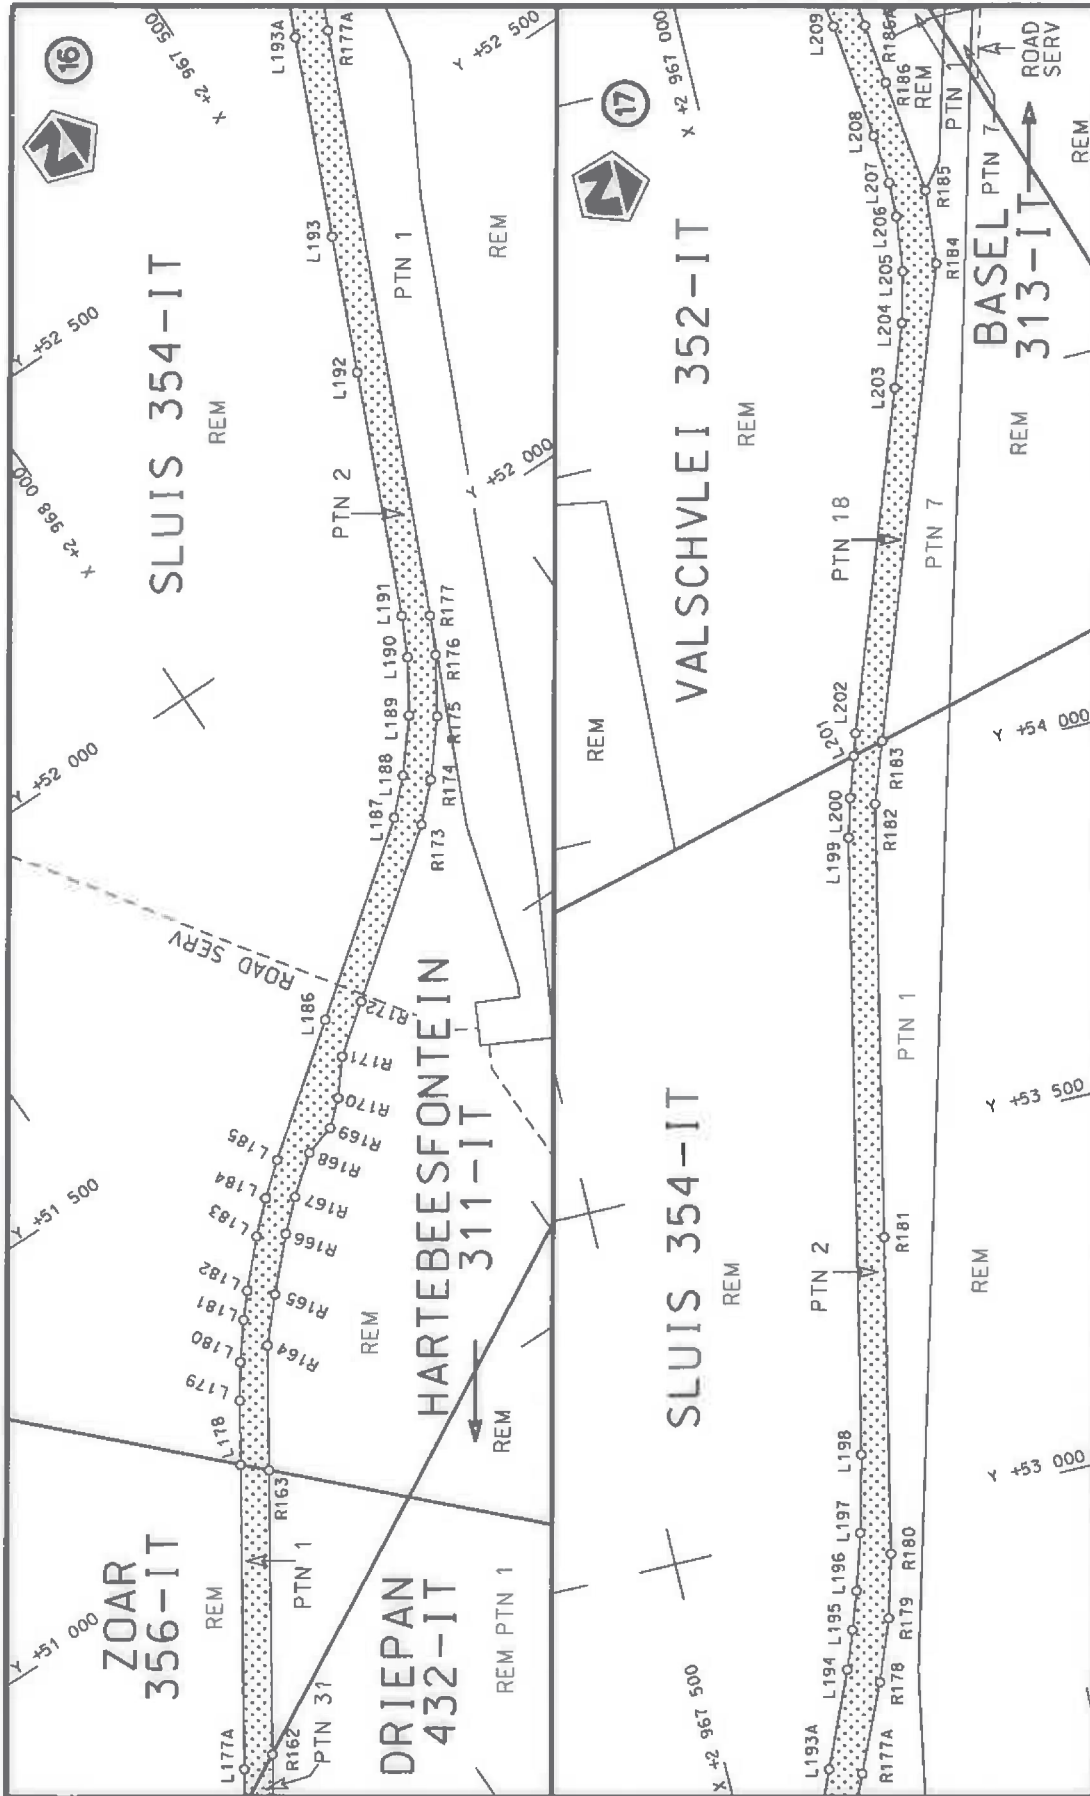 16
SLUIS 354-IT
REM
ZOAR
356-IT
REM
DRIEPAN
432-IT
REM PTN 1
HARTEBEESFONTEIN
311-IT
REM
REM
PTN 31
PTN 1
PTN 2
PTN 1
REM
ROAD SERV
L177A
L178
L179
L180
L181
L182
L183
L184
L185
L186
L187
L188
L189
L190
L191
L192
L193
L193A
R162
R163
R164
R165
R166
R167
R168
R169
R170
R171
R172
R173
R174
R175
R176
R177
R177A
Y +51 000
Y +51 500
Y +52 000
Y +52 500
X +2 968 000
X +2 967 500
Y +52 000
Y +52 500
17
SLUIS 354-IT
REM
VALSCHVLEI 352-IT
REM
REM
BASEL
313-IT
REM
REM
REM
REM
PTN 2
PTN 1
PTN 18
PTN 7
PTN 7
PTN 1
ROAD
SERV
L193A
L194
L195
L196
L197
L198
L199
L200
L201
L202
L203
L204
L205
L206
L207
L208
L209
R177A
R178
R179
R180
R181
R182
R183
R184
R185
R186
R186A
X +2 967 500
X +2 967 000
Y +53 000
Y +53 500
Y +54 000